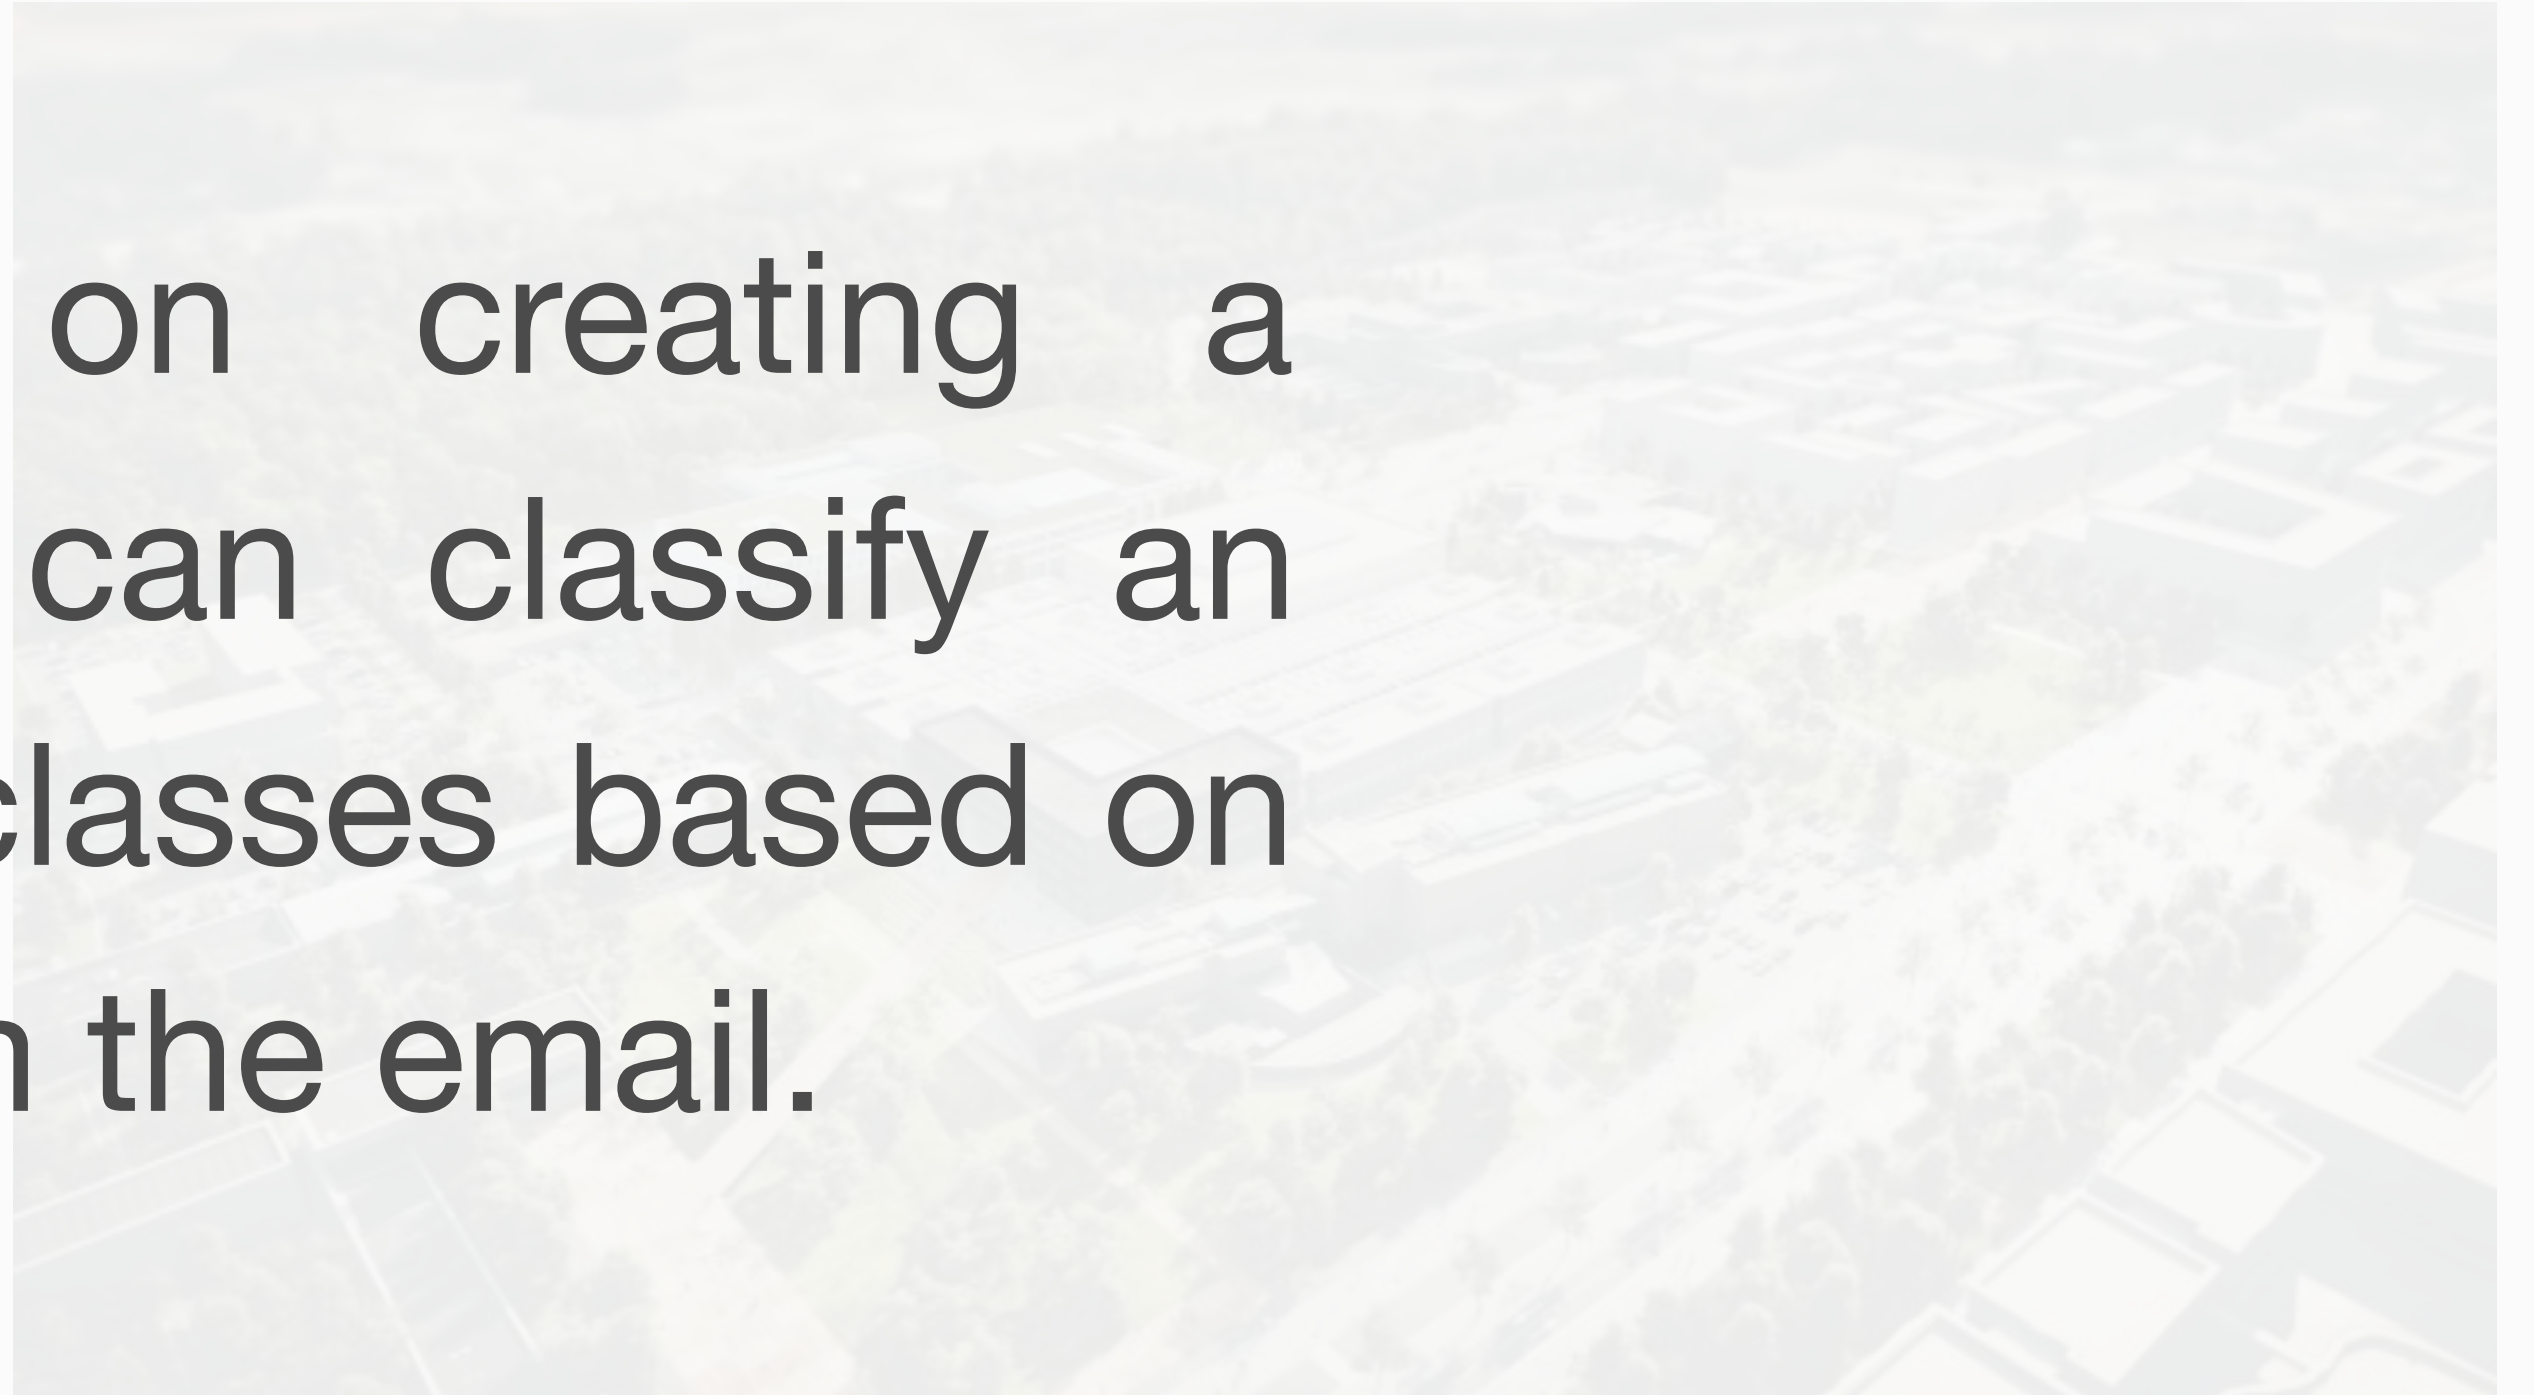 on creating a
can classify an
classes based on
the email.